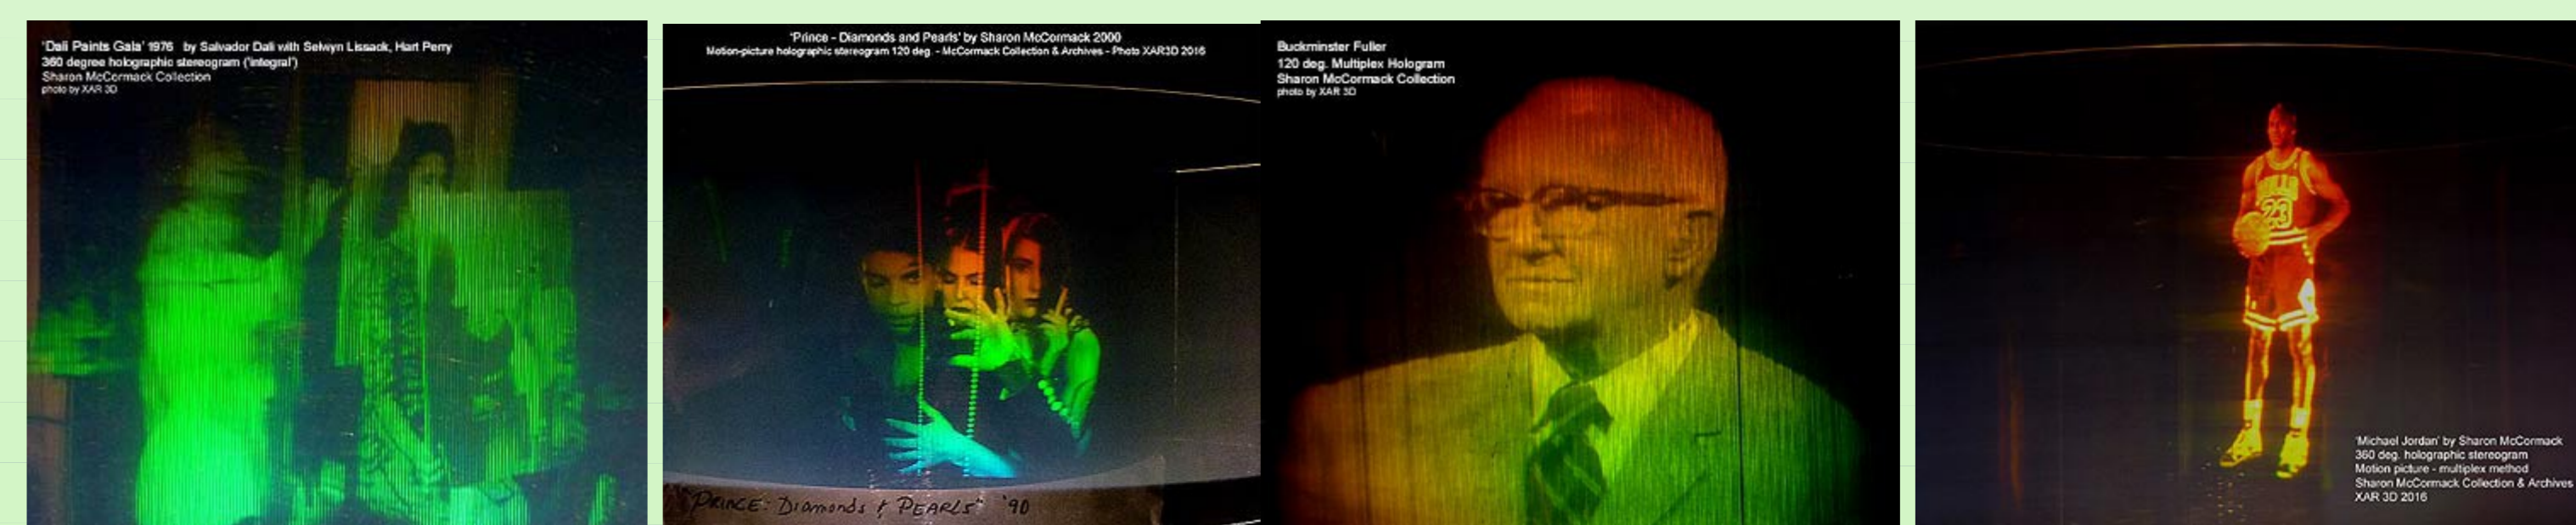 'Dali Paints Gala' 1976 by Salvador Dali with Selwyn Lissack, Hart Perry
360 degree holographic stereogram ('integral')
Sharon McCormack Collection
photo by XAR 3D
'Prince - Diamonds and Pearls' by Sharon McCormack 2000
Motion-picture holographic stereogram 120 deg. - McCormack Collection & Archives - Photo XAR3D 2016
"PRINCE: Diamonds & PEARLS" '90
Buckminster Fuller
120 deg. Multiplex Hologram
Sharon McCormack Collection
photo by XAR 3D
BULLS
23
'Michael Jordan' by Sharon McCormack
360 deg. holographic stereogram
Motion picture - multiplex method
Sharon McCormack Collection & Archives
XAR 3D 2016